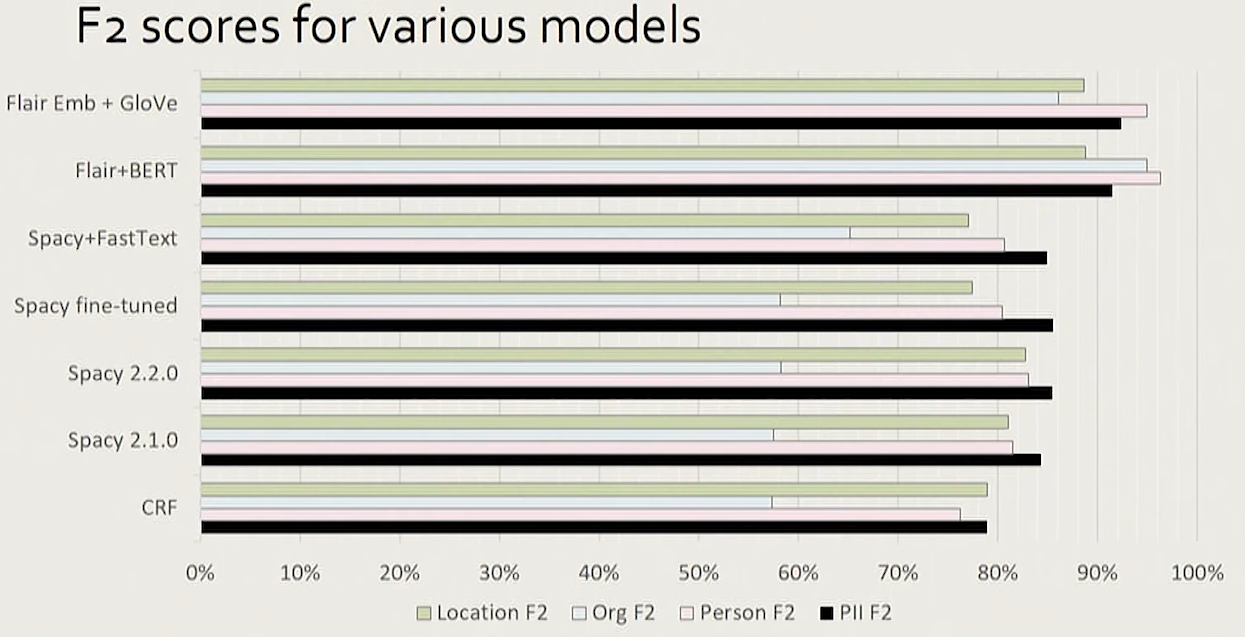 F2 scores for various models
Flair Emb + GloVe
Flair+BERT
Spacy+FastText
Spacy fine-tuned
Spacy 2.2.0
Spacy 2.1.0
CRF
0% 10% 20% 30% 40% 50% 60% 70% 80% 90% 100%
Location F2 Org F2 Person F2 PII F2